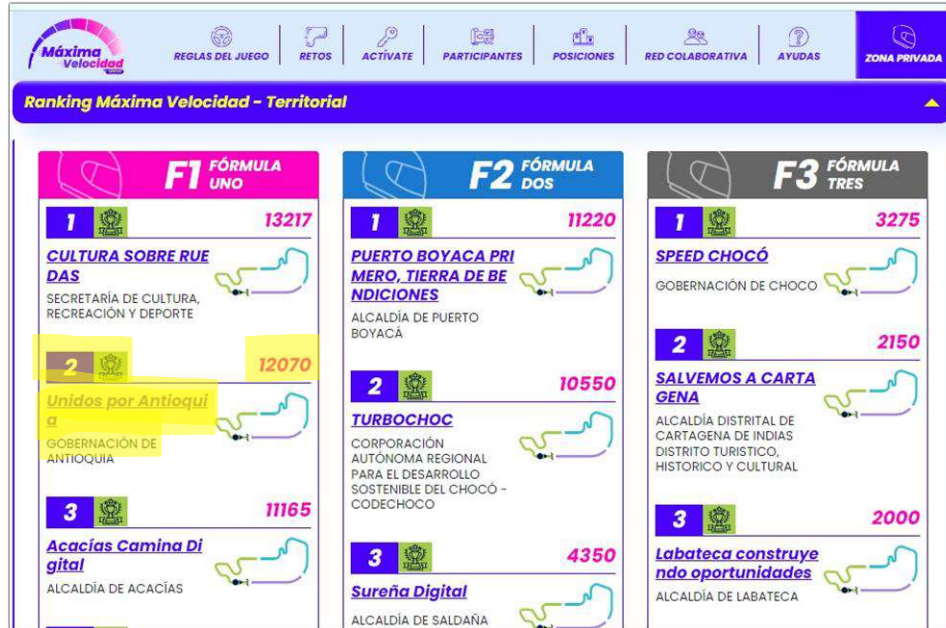 Máxima
Velocidad
REGLAS DEL JUEGO
RETOS
ACTÍVATE
PARTICIPANTES
POSICIONES
RED COLABORATIVA
AYUDAS
ZONA PRIVADA
Ranking Máxima Velocidad - Territorial
F1 FÓRMULA
UNO
1
13217
CULTURA SOBRE RUE
DAS
SECRETARÍA DE CULTURA,
RECREACIÓN Y DEPORTE
2
12070
Unidos por Antioqui
a
GOBERNACIÓN DE
ANTIOQUIA
3
11165
Acacías Camina Di
gital
ALCALDÍA DE ACACÍAS
F2 FÓRMULA
DOS
1
11220
PUERTO BOYACA PRI
MERO, TIERRA DE BE
NDICIONES
ALCALDÍA DE PUERTO
BOYACÁ
2
10550
TURBOCHOC
CORPORACIÓN
AUTÓNOMA REGIONAL
PARA EL DESARROLLO
SOSTENIBLE DEL CHOCÓ -
CODECHOCO
3
4350
Sureña Digital
ALCALDÍA DE SALDAÑA
F3 FÓRMULA
TRES
1
3275
SPEED CHOCÓ
GOBERNACIÓN DE CHOCO
2
2150
SALVEMOS A CARTA
GENA
ALCALDÍA DISTRITAL DE
CARTAGENA DE INDIAS
DISTRITO TURISTICO,
HISTORICO Y CULTURAL
3
2000
Labateca construye
ndo oportunidades
ALCALDÍA DE LABATECA